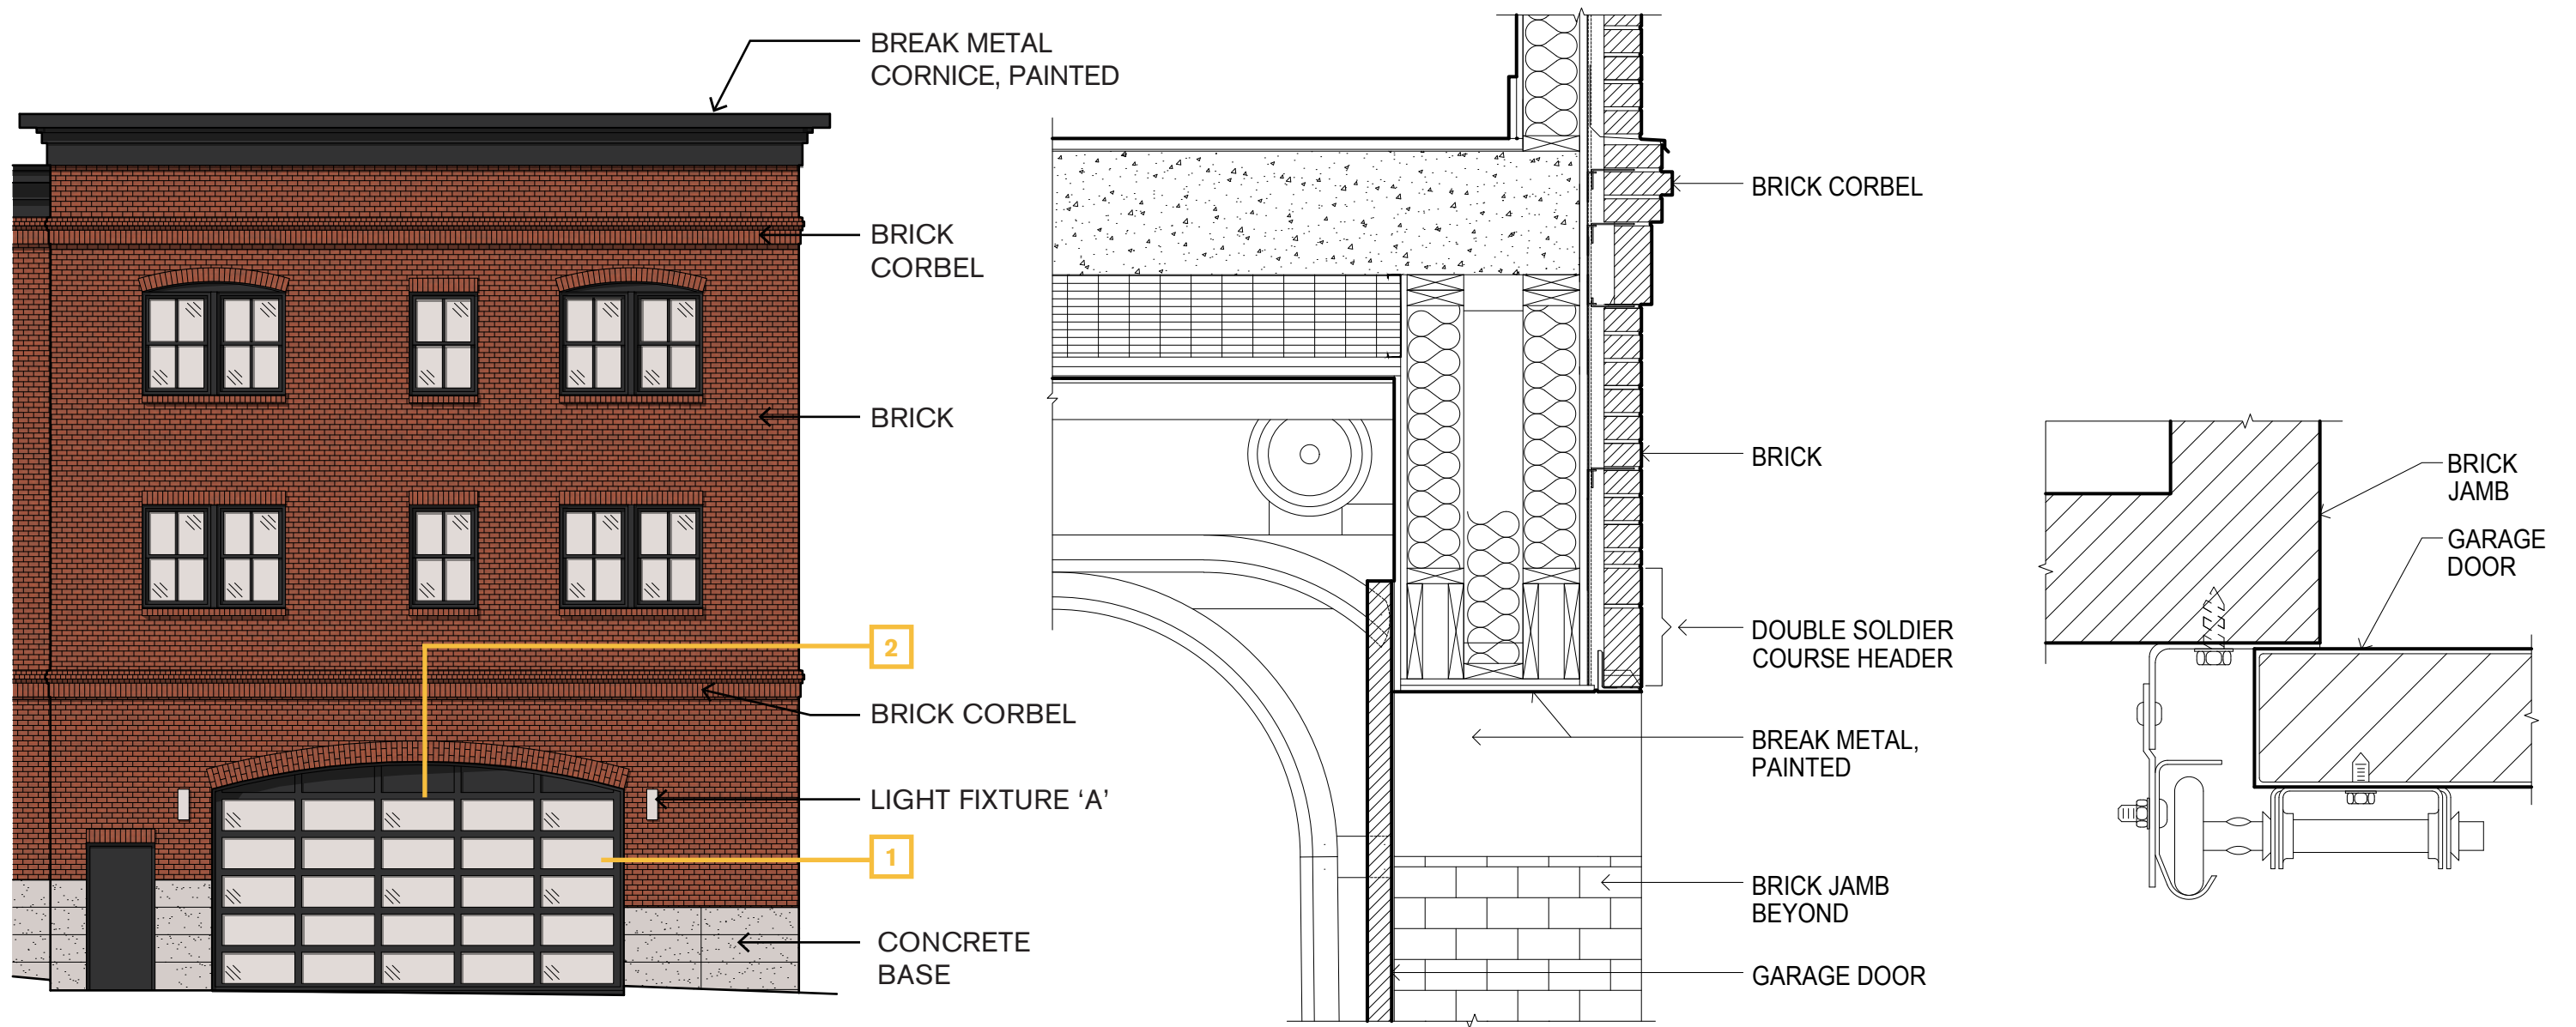 BREAK METAL
CORNICE, PAINTED
BRICK
CORBEL
BRICK
2
BRICK CORBEL
LIGHT FIXTURE ‘A’
1
CONCRETE
BASE
BRICK CORBEL
BRICK
DOUBLE SOLDIER
COURSE HEADER
BREAK METAL,
PAINTED
BRICK JAMB
BEYOND
GARAGE DOOR
BRICK
JAMB
GARAGE
DOOR